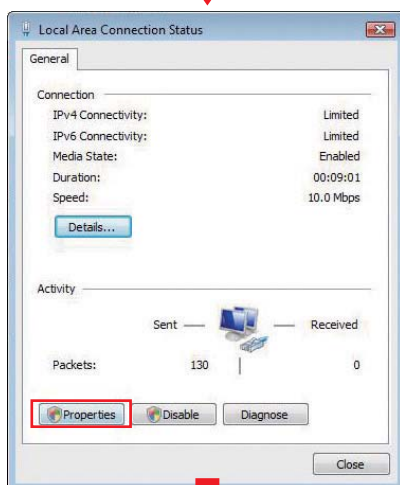 Local Area Connection Status
General
Connection
IPv4 Connectivity: Limited
IPv6 Connectivity: Limited
Media State: Enabled
Duration: 00:09:01
Speed: 10.0 Mbps
Details...
Activity
Sent Received
Packets: 130 0
Properties Disable Diagnose
Close